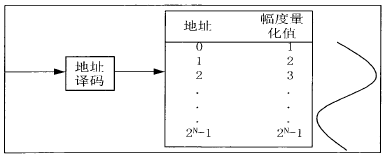 地址
译码
地址 幅度量
化值
0 1
1 2
2 3
. .
. .
. .
2ᴺ-1 2ᴺ-1